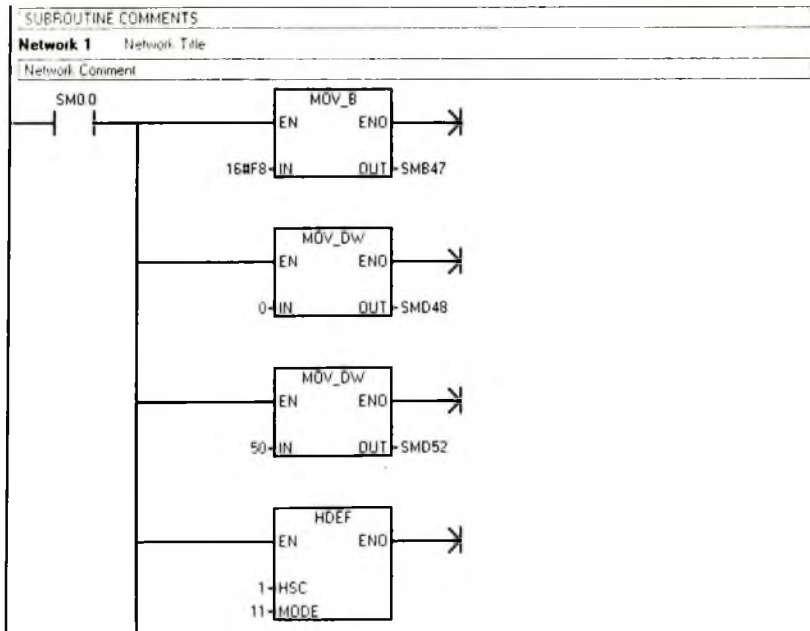 SUBROUTINE COMMENTS
Network 1 Network Title
Network Comment
SM0.0
MOV_B
EN ENO
16#F8 IN OUT SMB47
MOV_DW
EN ENO
0 IN OUT SMD48
MOV_DW
EN ENO
50 IN OUT SMD52
HDEF
EN ENO
1 HSC
11 MODE